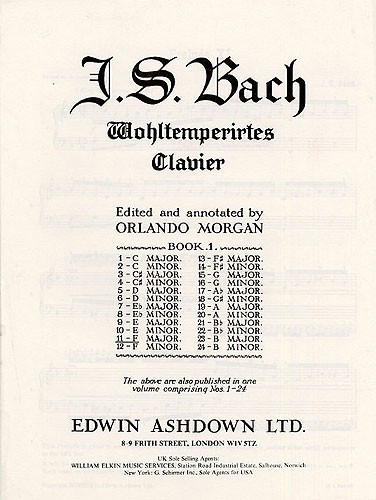 J.S. Bach
Wohltemperirtes
Clavier
Edited and annotated by
ORLANDO MORGAN
BOOK 1.
1 - C MAJOR. 13 - F♯ MAJOR.
2 - C MINOR. 14 - F♯ MINOR.
3 - C♯ MAJOR. 15 - G MAJOR.
4 - C♯ MINOR. 16 - G MINOR.
5 - D MAJOR. 17 - A♭ MAJOR.
6 - D MINOR. 18 - G♯ MINOR.
7 - E♭ MAJOR. 19 - A MAJOR.
8 - E♭ MINOR. 20 - A MINOR.
9 - E MAJOR. 21 - B♭ MAJOR.
10 - E MINOR. 22 - B♭ MINOR.
11 - F MAJOR. 23 - B MAJOR.
12 - F MINOR. 24 - B MINOR.
The above are also published in one
volume comprising Nos. 1-24
EDWIN ASHDOWN LTD.
8-9 FRITH STREET, LONDON W1V 5TZ
UK Sole Selling Agents:
WILLIAM ELKIN MUSIC SERVICES, Station Road Industrial Estate, Salhouse, Norwich
New York: G. Schirmer Inc., Sole Agents for USA